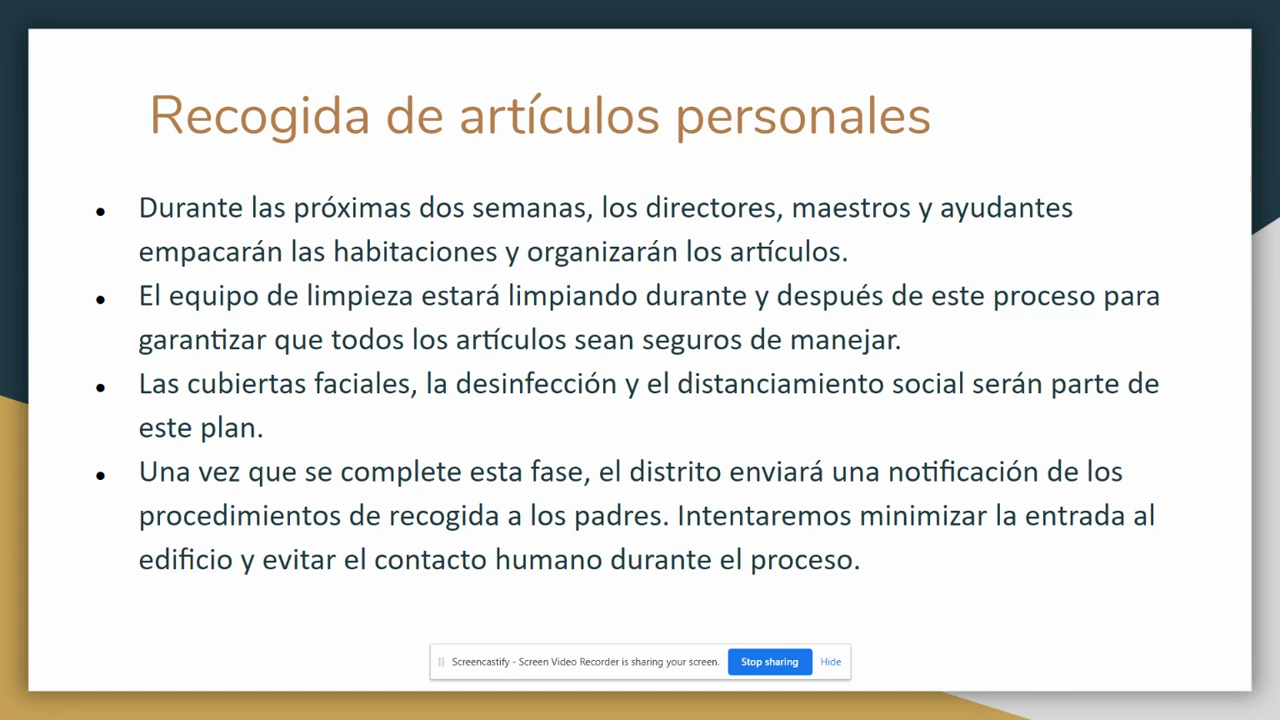 Recogida de artículos personales
• Durante las próximas dos semanas, los directores, maestros y ayudantes
empacarán las habitaciones y organizarán los artículos.
• El equipo de limpieza estará limpiando durante y después de este proceso para
garantizar que todos los artículos sean seguros de manejar.
• Las cubiertas faciales, la desinfección y el distanciamiento social serán parte de
este plan.
• Una vez que se complete esta fase, el distrito enviará una notificación de los
procedimientos de recogida a los padres. Intentaremos minimizar la entrada al
edificio y evitar el contacto humano durante el proceso.
Screencastify - Screen Video Recorder is sharing your screen. Stop sharing Hide